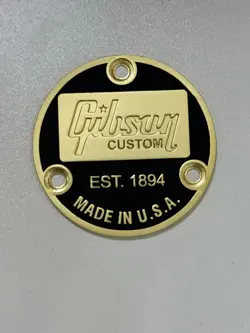 Gibson
CUSTOM
EST. 1894
MADE IN U.S.A.